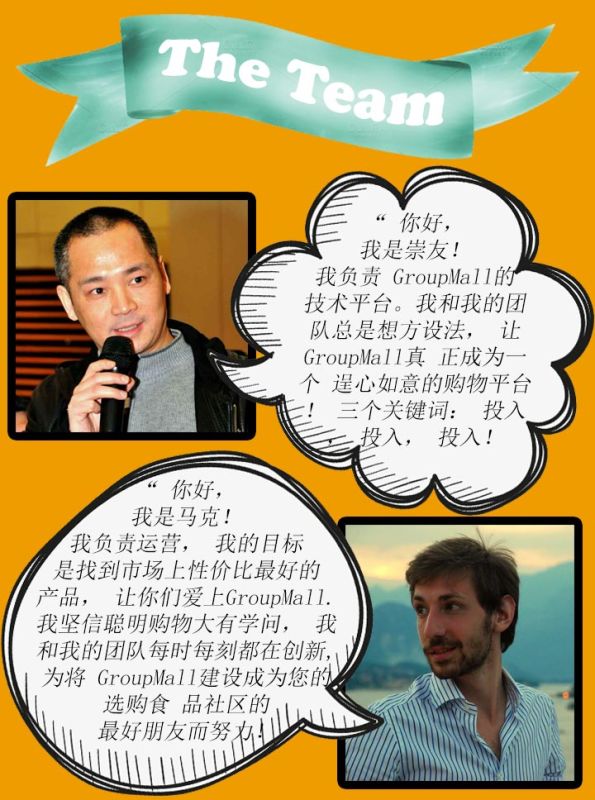 The Team
“ 你好，
我是崇友！
我负责 GroupMall的
技术平台。我和我的团
队总是想方设法， 让
GroupMall真 正成为一
个 逞心如意的购物平台
！ 三个关键词： 投入
， 投入， 投入！
“ 你好，
我是马克！
我负责运营， 我的目标
是找到市场上性价比最好的
产品， 让你们爱上GroupMall.
我坚信聪明购物大有学问， 我
和我的团队每时每刻都在创新，
为将 GroupMall建设成为您的
选购食 品社区的
最好朋友而努力！